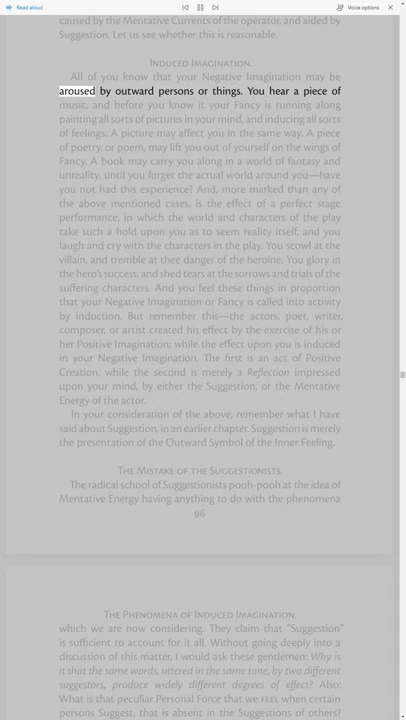 Read aloud
Voice options
caused by the Mentative Currents of the operator, and aided by
Suggestion. Let us see whether this is reasonable.
Induced Imagination.
All of you know that your Negative Imagination may be
aroused by outward persons or things. You hear a piece of
music, and before you know it your Fancy is running along
painting all sorts of pictures in your mind, and inducing all sorts
of feelings. A picture may affect you in the same way. A piece
of poetry, or poem, may lift you out of yourself on the wings of
Fancy. A book may carry you along in a world of fantasy and
unreality, until you forget the actual world around you—have
you not had this experience? And, more marked than any of
the above mentioned cases, is the effect of a perfect stage
performance, in which the world and characters of the play
take such a hold upon you as to seem reality itself, and you
laugh and cry with the characters in the play. You scowl at the
villain, and tremble at thee danger of the heroine. You glory in
the hero's success, and shed tears at the sorrows and trials of the
suffering characters. And you feel these things in proportion
that your Negative Imagination or Fancy is called into activity
by induction. But remember this—the actors, poet, writer,
composer, or artist created his effect by the exercise of his or
her Positive Imagination; while the effect upon you is induced
in your Negative Imagination. The first is an act of Positive
Creation, while the second is merely a Reflection impressed
upon your mind, by either the Suggestion, or the Mentative
Energy of the actor.
In your consideration of the above, remember what I have
said about Suggestion, in an earlier chapter. Suggestion is merely
the presentation of the Outward Symbol of the Inner Feeling.
The Mistake of the Suggestionists.
The radical school of Suggestionists pooh-pooh at the idea of
Mentative Energy having anything to do with the phenomena
96
The Phenomena of Induced Imagination.
which we are now considering. They claim that "Suggestion"
is sufficient to account for it all. Without going deeply into a
discussion of this matter, I would ask these gentlemen: Why is
it that the same words, uttered in the same tone, by two different
suggestors, produce widely different degrees of effect? Also:
What is that peculiar Personal Force that we FEEL when certain
persons Suggest, that is absent in the Suggestions of others?